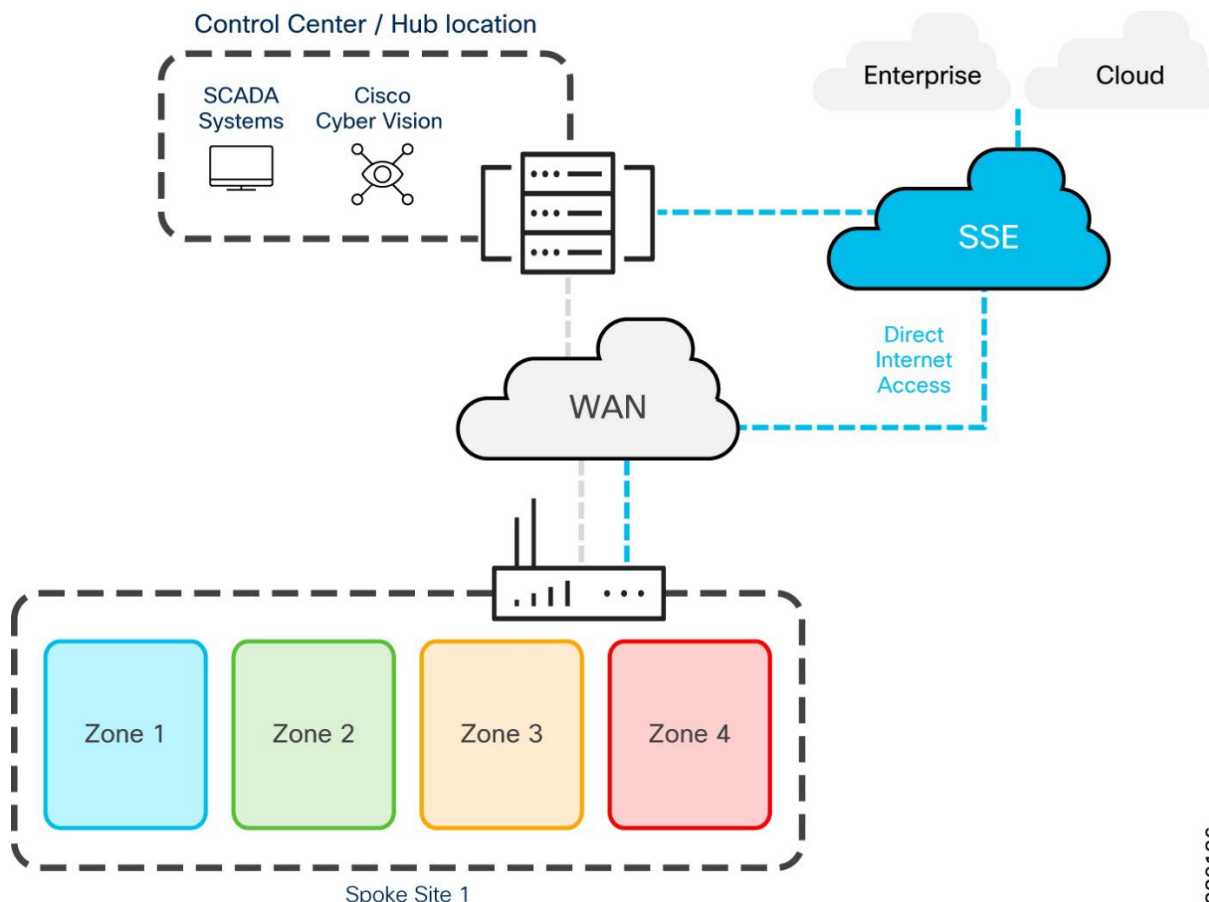 Control Center / Hub location
SCADA
Systems
Cisco
Cyber Vision
Enterprise
Cloud
SSE
Direct
Internet
Access
WAN
Zone 1
Zone 2
Zone 3
Zone 4
Spoke Site 1